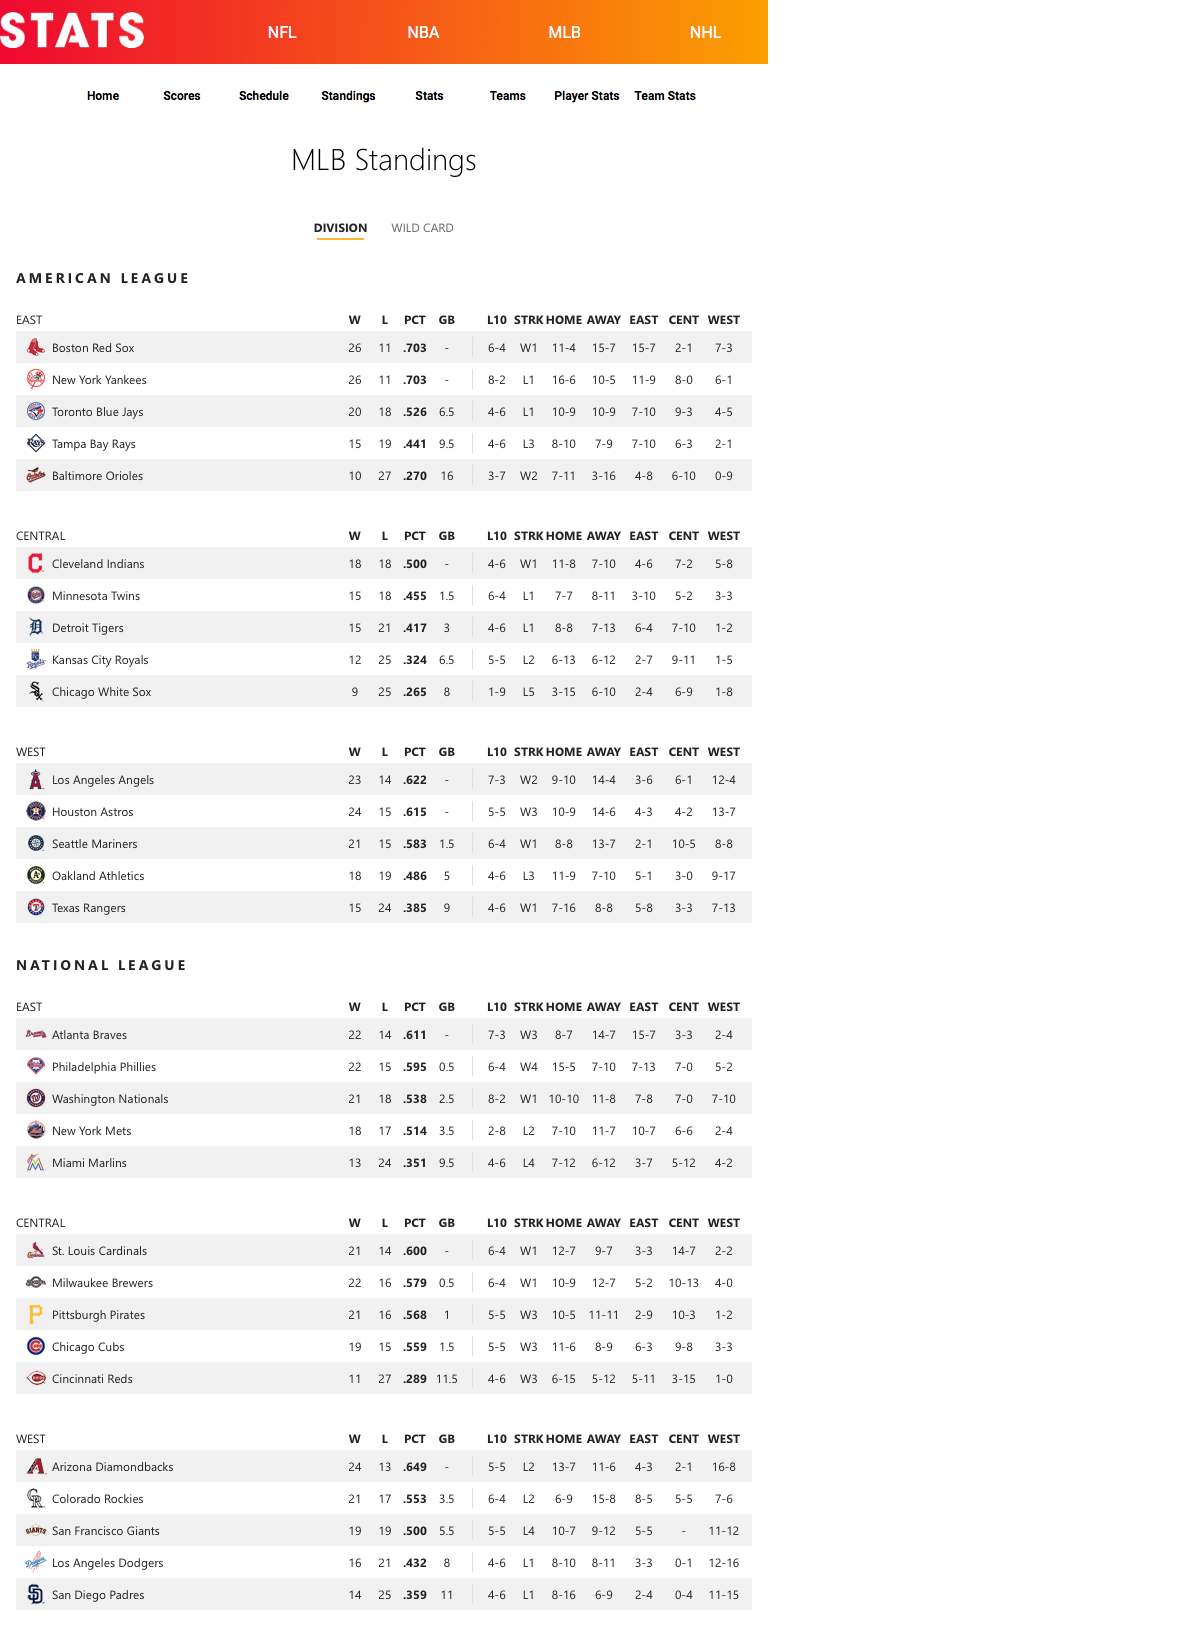 STATS NFL NBA MLB NHL
Home Scores Schedule Standings Stats Teams Player Stats Team Stats
MLB Standings
DIVISION WILD CARD
AMERICAN LEAGUE
EAST W L PCT GB L10 STRK HOME AWAY EAST CENT WEST
Boston Red Sox 26 11 .703 - 6-4 W1 11-4 15-7 15-7 2-1 7-3
New York Yankees 26 11 .703 - 8-2 L1 16-6 10-5 11-9 8-0 6-1
Toronto Blue Jays 20 18 .526 6.5 4-6 L1 10-9 10-9 7-10 9-3 4-5
Tampa Bay Rays 15 19 .441 9.5 4-6 L3 8-10 7-9 7-10 6-3 2-1
Baltimore Orioles 10 27 .270 16 3-7 W2 7-11 3-16 4-8 6-10 0-9
CENTRAL W L PCT GB L10 STRK HOME AWAY EAST CENT WEST
Cleveland Indians 18 18 .500 - 4-6 W1 11-8 7-10 4-6 7-2 5-8
Minnesota Twins 15 18 .455 1.5 6-4 L1 7-7 8-11 3-10 5-2 3-3
Detroit Tigers 15 21 .417 3 4-6 L1 8-8 7-13 6-4 7-10 1-2
Kansas City Royals 12 25 .324 6.5 5-5 L2 6-13 6-12 2-7 9-11 1-5
Chicago White Sox 9 25 .265 8 1-9 L5 3-15 6-10 2-4 6-9 1-8
WEST W L PCT GB L10 STRK HOME AWAY EAST CENT WEST
Los Angeles Angels 23 14 .622 - 7-3 W2 9-10 14-4 3-6 6-1 12-4
Houston Astros 24 15 .615 - 5-5 W3 10-9 14-6 4-3 4-2 13-7
Seattle Mariners 21 15 .583 1.5 6-4 W1 8-8 13-7 2-1 10-5 8-8
Oakland Athletics 18 19 .486 5 4-6 L3 11-9 7-10 5-1 3-0 9-17
Texas Rangers 15 24 .385 9 4-6 W1 7-16 8-8 5-8 3-3 7-13
NATIONAL LEAGUE
EAST W L PCT GB L10 STRK HOME AWAY EAST CENT WEST
Atlanta Braves 22 14 .611 - 7-3 W3 8-7 14-7 15-7 3-3 2-4
Philadelphia Phillies 22 15 .595 0.5 6-4 W4 15-5 7-10 7-13 7-0 5-2
Washington Nationals 21 18 .538 2.5 8-2 W1 10-10 11-8 7-8 7-0 7-10
New York Mets 18 17 .514 3.5 2-8 L2 7-10 11-7 10-7 6-6 2-4
Miami Marlins 13 24 .351 9.5 4-6 L4 7-12 6-12 3-7 5-12 4-2
CENTRAL W L PCT GB L10 STRK HOME AWAY EAST CENT WEST
St. Louis Cardinals 21 14 .600 - 6-4 W1 12-7 9-7 3-3 14-7 2-2
Milwaukee Brewers 22 16 .579 0.5 6-4 W1 10-9 12-7 5-2 10-13 4-0
Pittsburgh Pirates 21 16 .568 1 5-5 W3 10-5 11-11 2-9 10-3 1-2
Chicago Cubs 19 15 .559 1.5 5-5 W3 11-6 8-9 6-3 9-8 3-3
Cincinnati Reds 11 27 .289 11.5 4-6 W3 6-15 5-12 5-11 3-15 1-0
WEST W L PCT GB L10 STRK HOME AWAY EAST CENT WEST
Arizona Diamondbacks 24 13 .649 - 5-5 L2 13-7 11-6 4-3 2-1 16-8
Colorado Rockies 21 17 .553 3.5 6-4 L2 6-9 15-8 8-5 5-5 7-6
San Francisco Giants 19 19 .500 5.5 5-5 L4 10-7 9-12 5-5 - 11-12
Los Angeles Dodgers 16 21 .432 8 4-6 L1 8-10 8-11 3-3 0-1 12-16
San Diego Padres 14 25 .359 11 4-6 L1 8-16 6-9 2-4 0-4 11-15